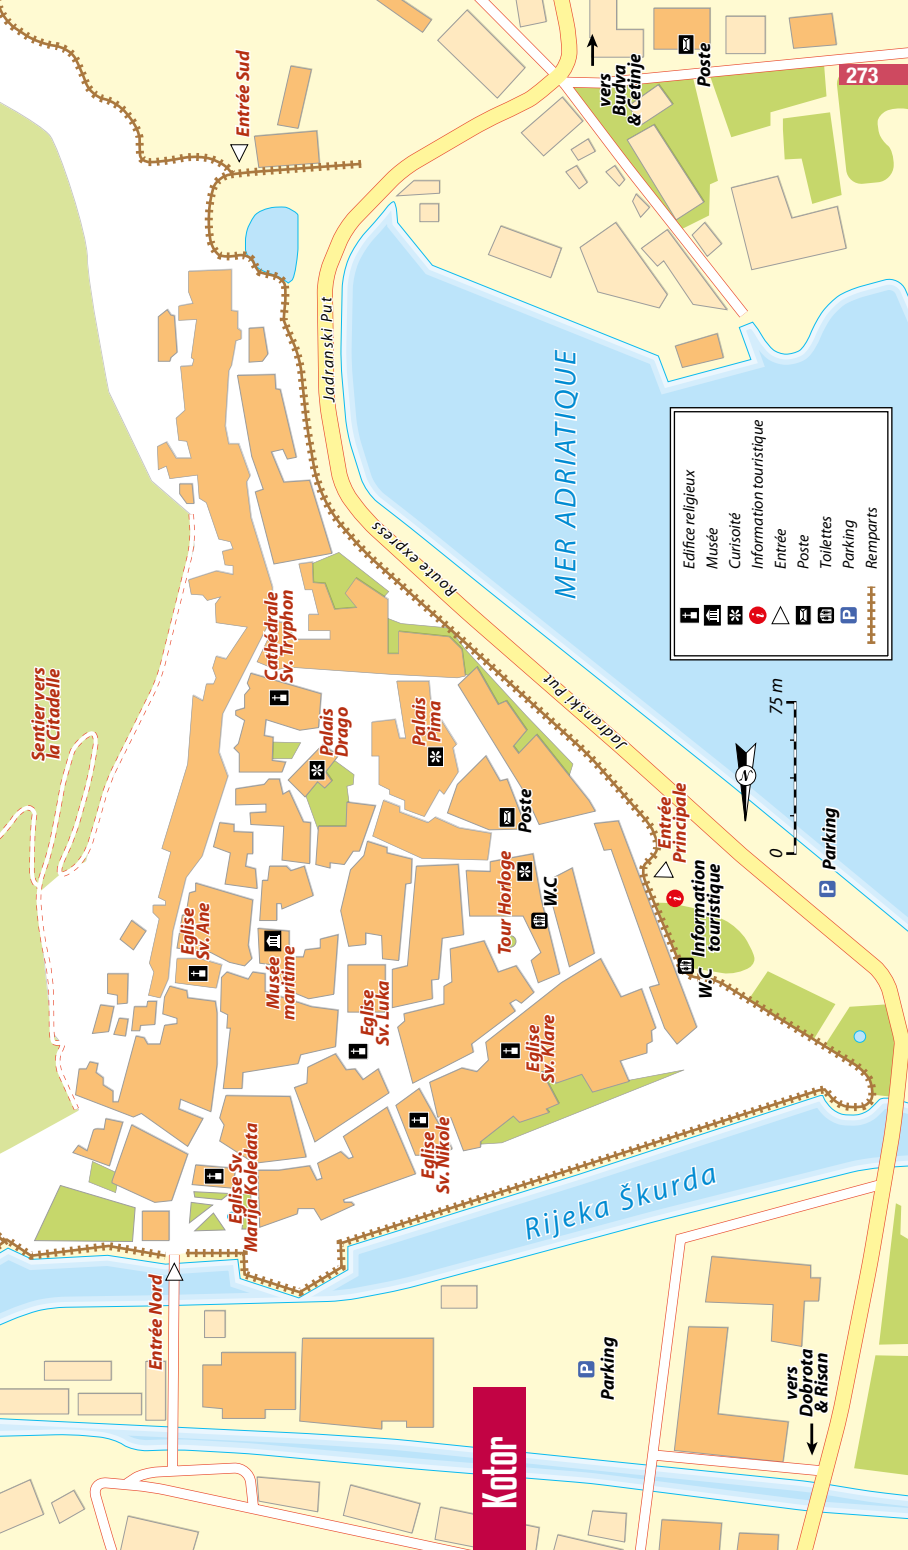 Kotor
273
Sentier vers
la Citadelle
Entrée Nord
Entrée Sud
Eglise Sv.
Marija Koledata
Eglise
Sv. Ane
Musée
maritime
Cathédrale
Sv. Tryphon
Palais
Drago
Eglise
Sv. Luka
Palais
Pima
Eglise
Sv. Nikole
Tour Horloge
Poste
W.C
Eglise
Sv. Klare
Entrée
Principale
i
Information
touristique
W.C
Rijeka Škurda
Jadranski Put
Route express
Jadranski Put
MER ADRIATIQUE
vers
Budva
& Cetinje
Poste
P
Parking
P
Parking
vers
Dobrota
& Risan
N
0
75 m
Edifice religieux
Musée
Curisoité
i Information touristique
Entrée
Poste
Toilettes
P Parking
Remparts